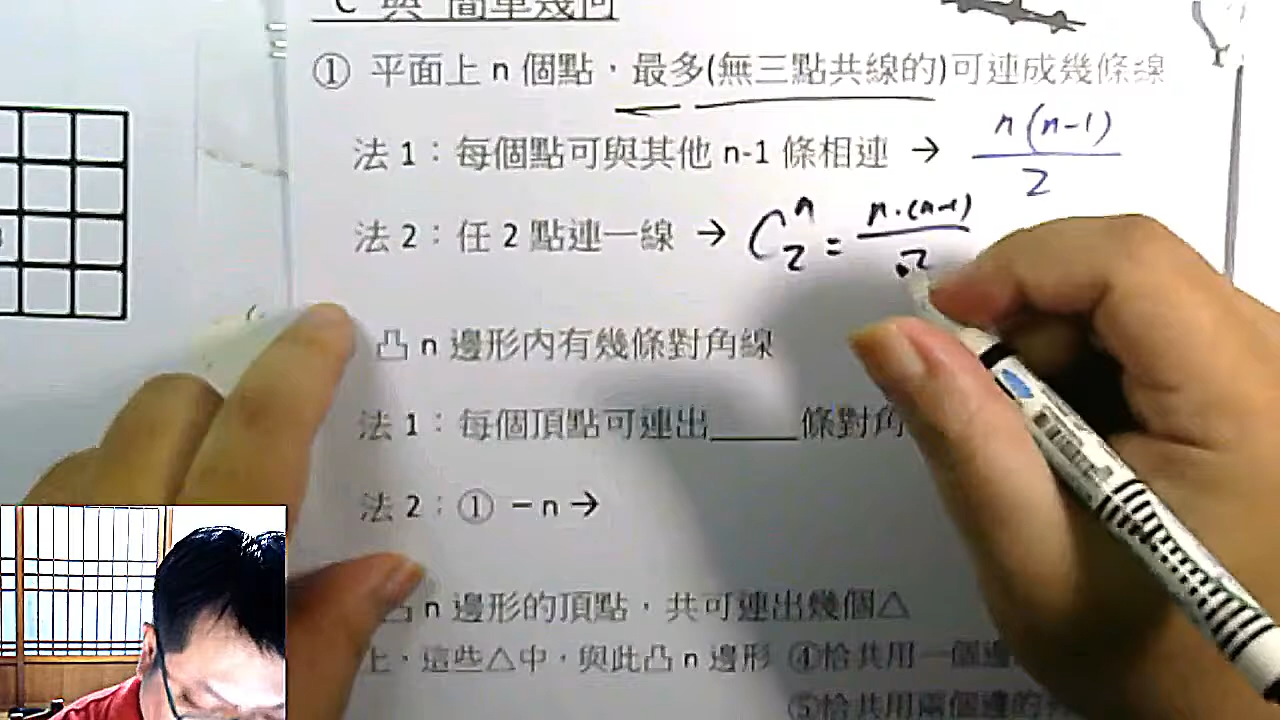 C 與 簡單幾何
① 平面上 n 個點，最多(無三點共線的)可連成幾條線
法 1：每個點可與其他 n-1 條相連 → n(n-1)/2
法 2：任 2 點連一線 → C^n_2 = n·(n-1)/2
凸 n 邊形內有幾條對角線
法 1：每個頂點可連出_____條對角
法 2：① －n→
凸 n 邊形的頂點，共可連出幾個△
上，這些△中，與此凸 n 邊形 ④恰共用一個邊
⑤恰共用兩個邊的